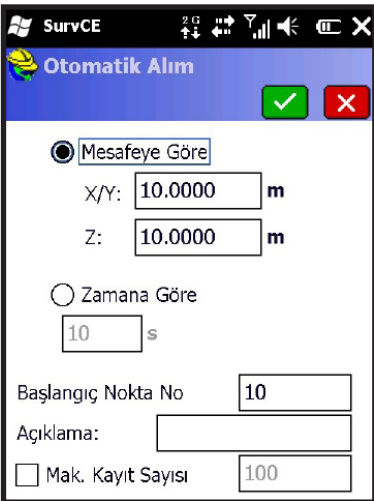 SurvCE 2G
Otomatik Alım
Mesafeye Göre
X/Y: 10.0000 m
Z: 10.0000 m
Zamana Göre
10 s
Başlangıç Nokta No 10
Açıklama:
Mak. Kayıt Sayısı 100